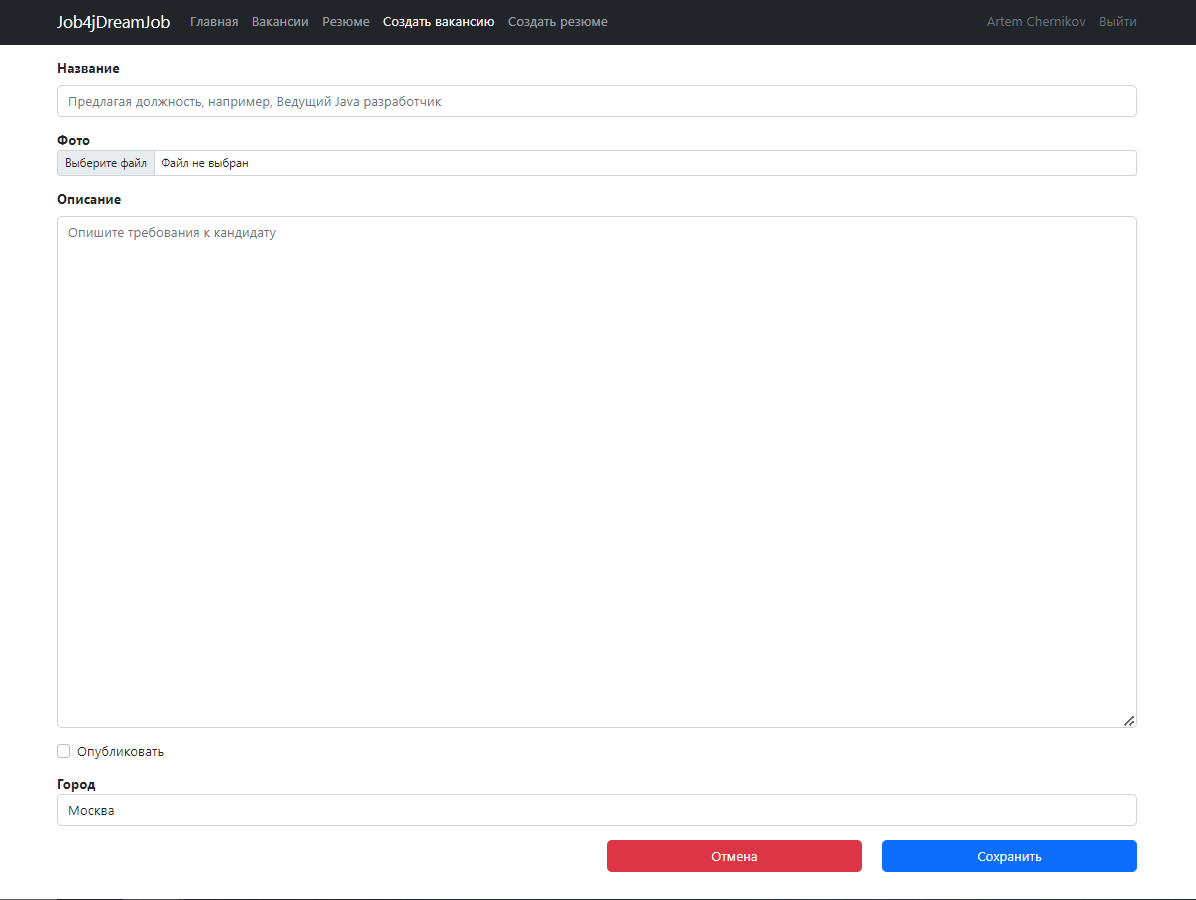 Job4jDreamJob Главная Вакансии Резюме Создать вакансию Создать резюме Artem Chernikov Выйти
Название
Предлагая должность, например, Ведущий Java разработчик
Фото
Выберите файл Файл не выбран
Описание
Опишите требования к кандидату
Опубликовать
Город
Москва
Отмена Сохранить